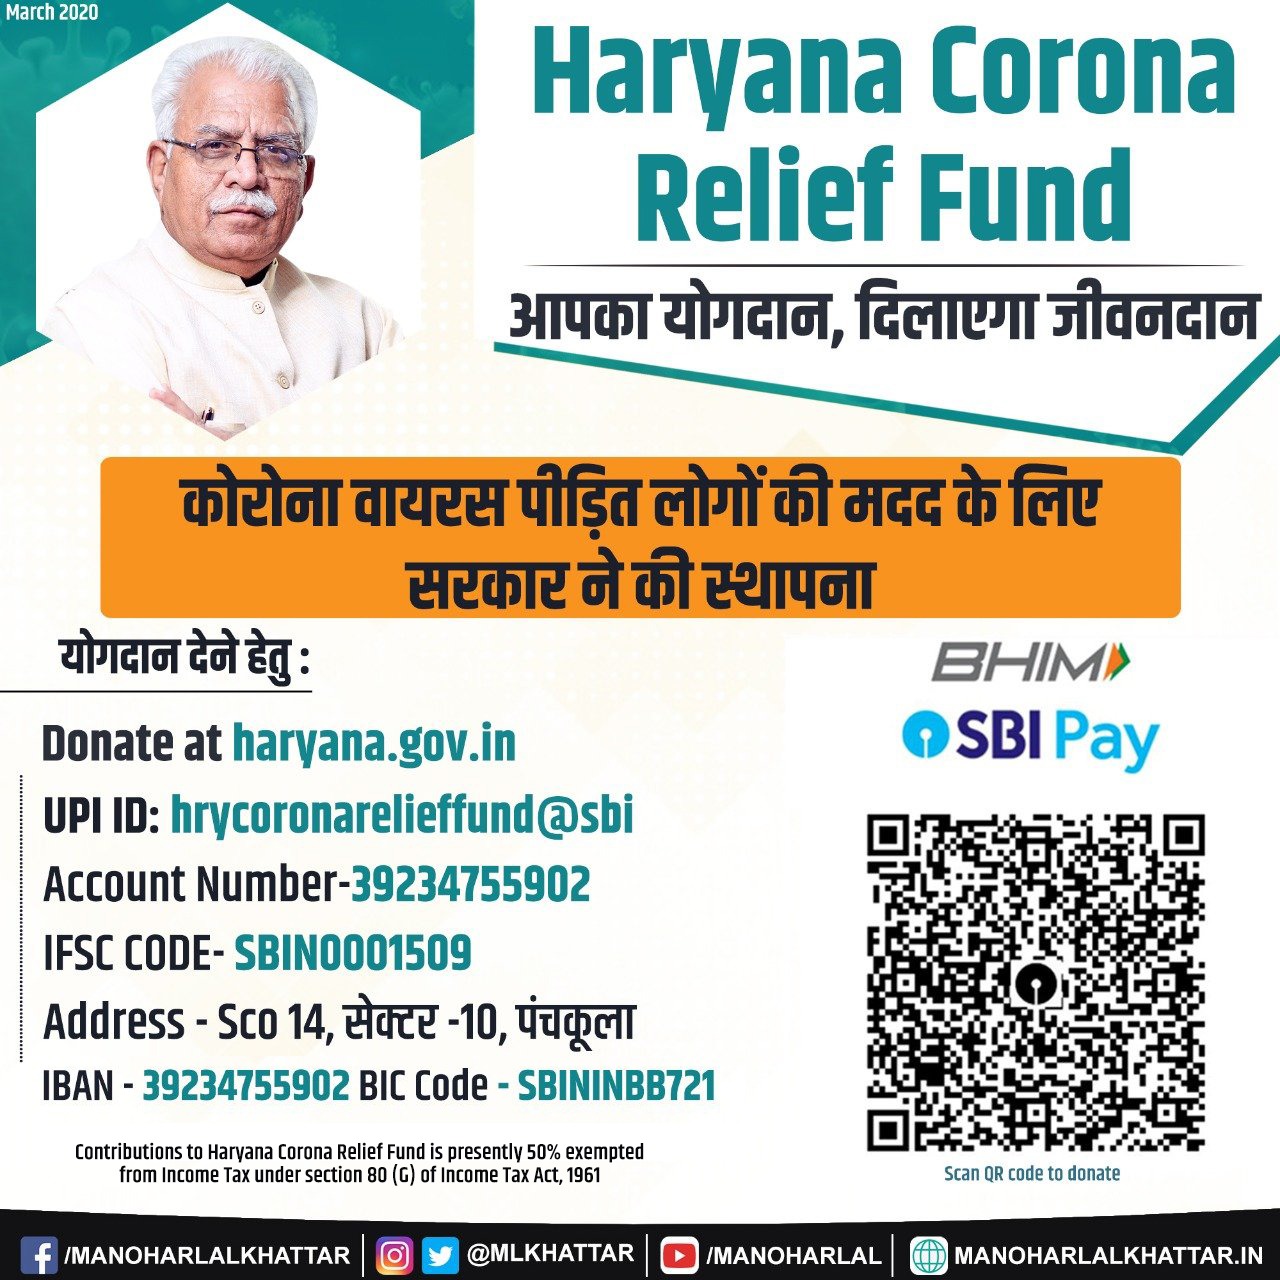 March 2020
Haryana Corona
Relief Fund
आपका योगदान, दिलाएगा जीवनदान
कोरोना वायरस पीड़ित लोगों की मदद के लिए
सरकार ने की स्थापना
योगदान देने हेतु :
Donate at haryana.gov.in
UPI ID: hrycoronarelieffund@sbi
Account Number-39234755902
IFSC CODE- SBIN0001509
Address - Sco 14, सेक्टर -10, पंचकूला
IBAN - 39234755902 BIC Code - SBININBB721
Contributions to Haryana Corona Relief Fund is presently 50% exempted
from Income Tax under section 80 (G) of Income Tax Act, 1961
BHIM
SBI Pay
Scan QR code to donate
/MANOHARLALKHATTAR
@MLKHATTAR
/MANOHARLAL
MANOHARLALKHATTAR.IN